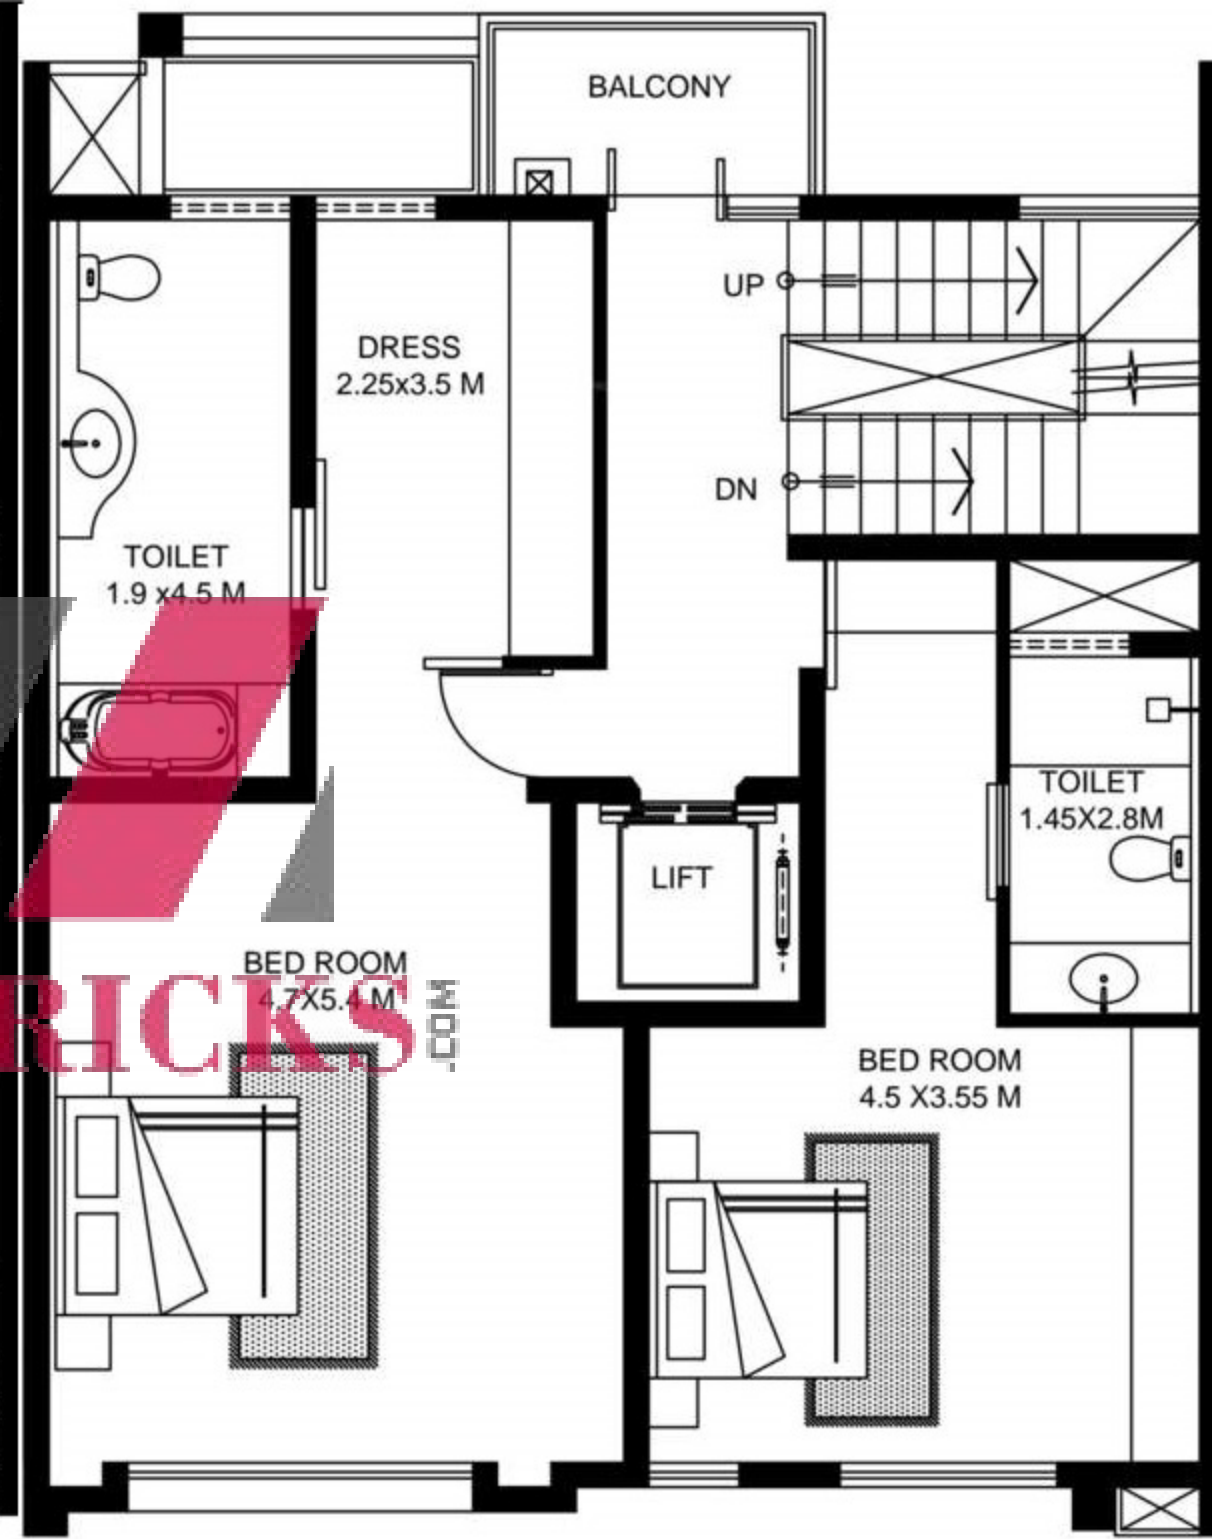 BALCONY
UP
DRESS
2.25x3.5 M
DN
TOILET
1.9 x4.5 M
TOILET
1.45X2.8M
LIFT
BED ROOM
4.7X5.4 M
RICKS
.COM
BED ROOM
4.5 X3.55 M